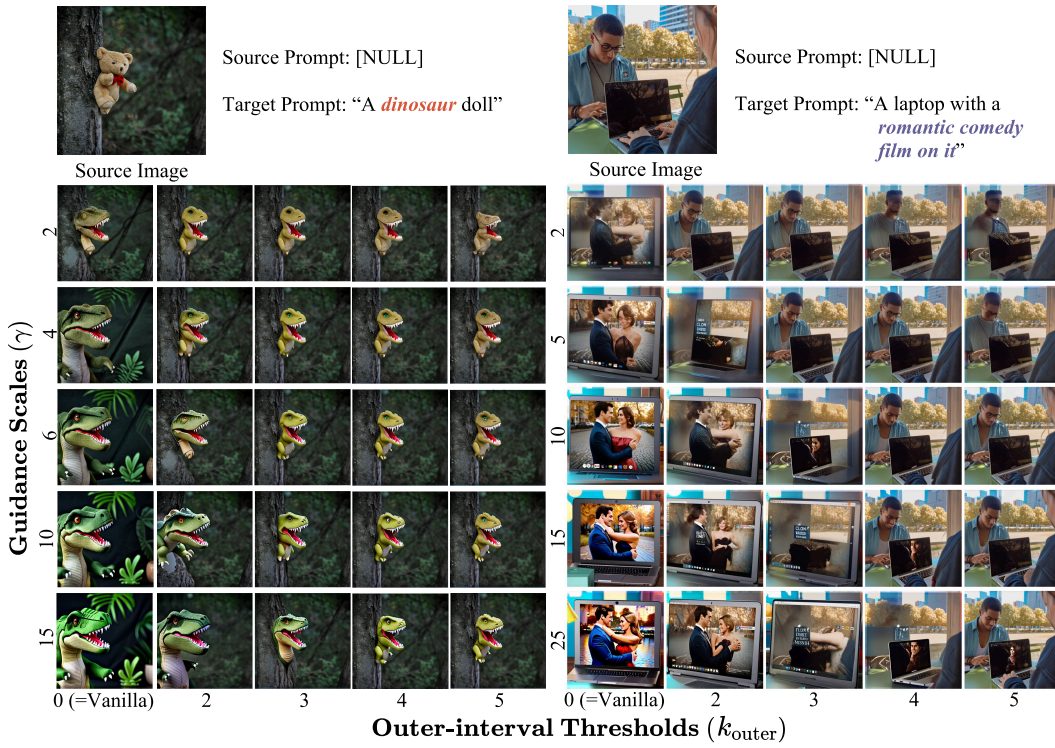 Source Prompt: [NULL]
Target Prompt: “A dinosaur doll”
Source Image
Source Prompt: [NULL]
Target Prompt: “A laptop with a
romantic comedy
film on it”
Source Image
Guidance Scales (γ)
2
4
6
10
15
2
5
10
15
25
0 (=Vanilla)
2
3
4
5
0 (=Vanilla)
2
3
4
5
Outer-interval Thresholds (k_outer)